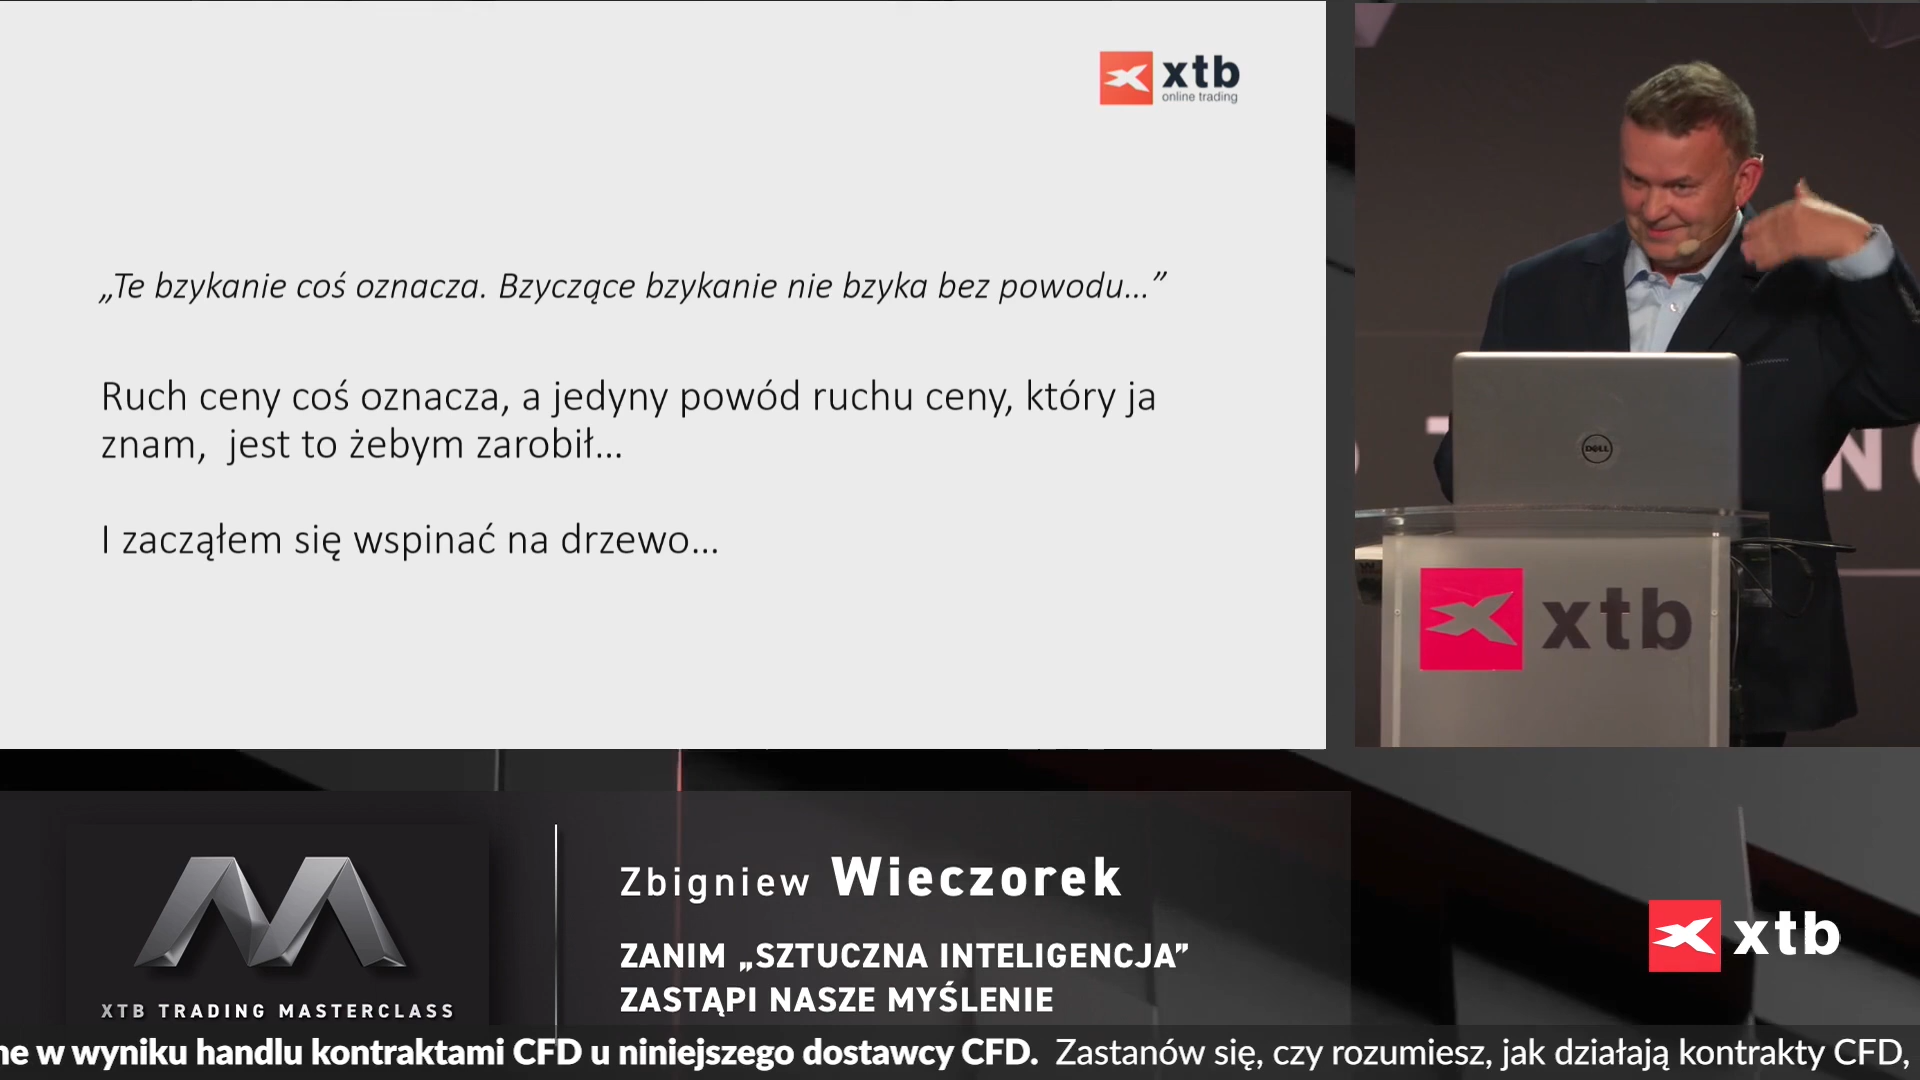 xtb
online trading
„Te bzykanie coś oznacza. Bzyczące bzykanie nie bzyka bez powodu…”
Ruch ceny coś oznacza, a jedyny powód ruchu ceny, który ja
znam, jest to żebym zarobił…
I zacząłem się wspinać na drzewo…
DELL
xtb
Zbigniew Wieczorek
ZANIM „SZTUCZNA INTELIGENCJA”
ZASTĄPI NASZE MYŚLENIE
XTB TRADING MASTERCLASS
xtb
w wyniku handlu kontraktami CFD u niniejszego dostawcy CFD. Zastanów się, czy rozumiesz, jak działają kontrakty CFD,